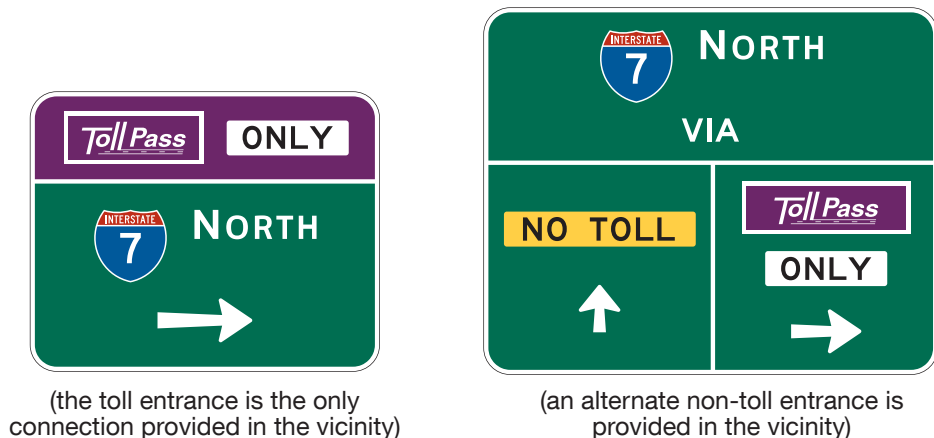 Toll Pass ONLY
INTERSTATE
7
NORTH
(the toll entrance is the only
connection provided in the vicinity)
INTERSTATE
7
NORTH
VIA
NO TOLL
Toll Pass
ONLY
(an alternate non-toll entrance is
provided in the vicinity)